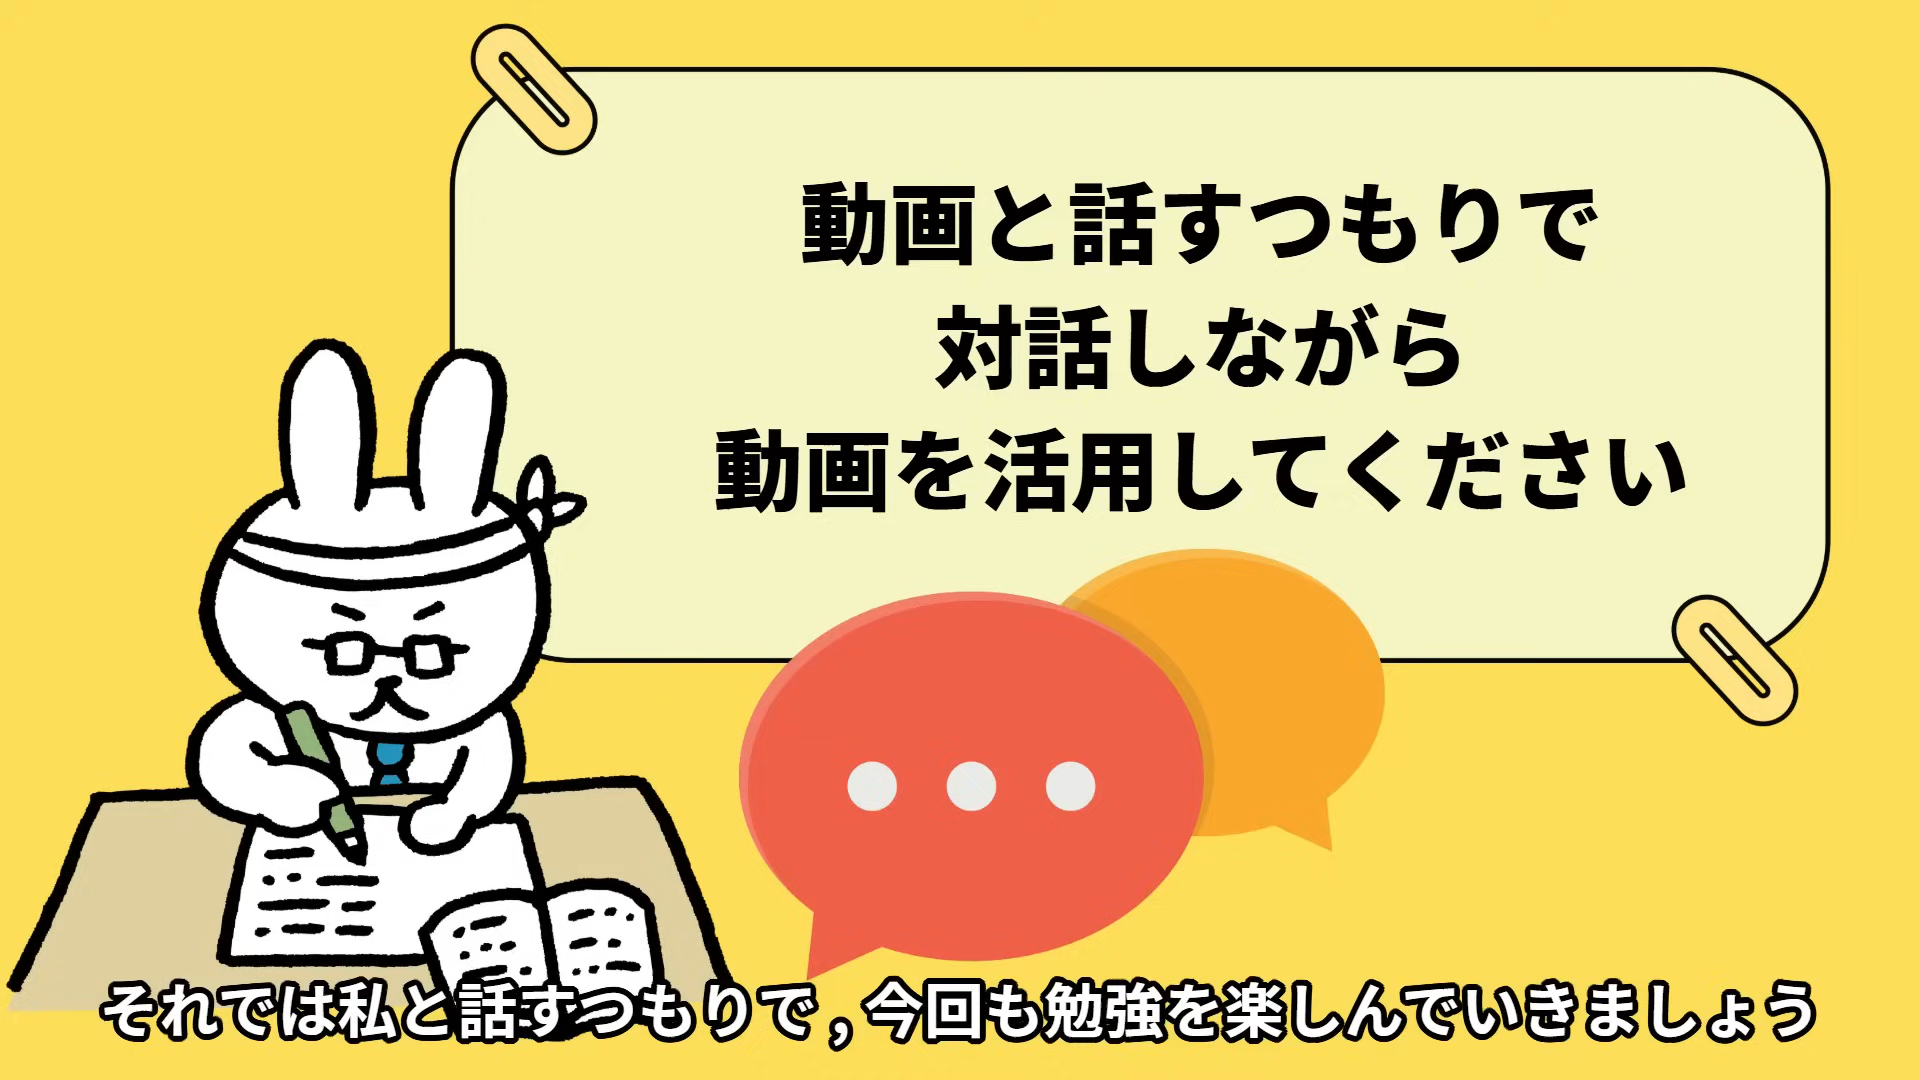 動画と話すつもりで
対話しながら
動画を活用してください
それでは私と話すつもりで,今回も勉強を楽しんでいきましょう